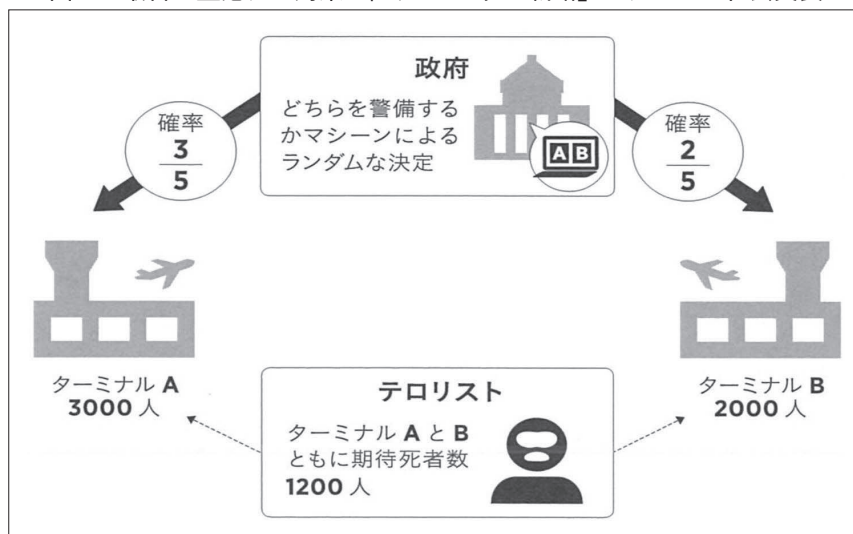 政府
どちらを警備する
かマシーンによる
ランダムな決定
A B
確率
3
5
確率
2
5
ターミナル A
3000 人
ターミナル B
2000 人
テロリスト
ターミナル A と B
ともに期待死者数
1200 人